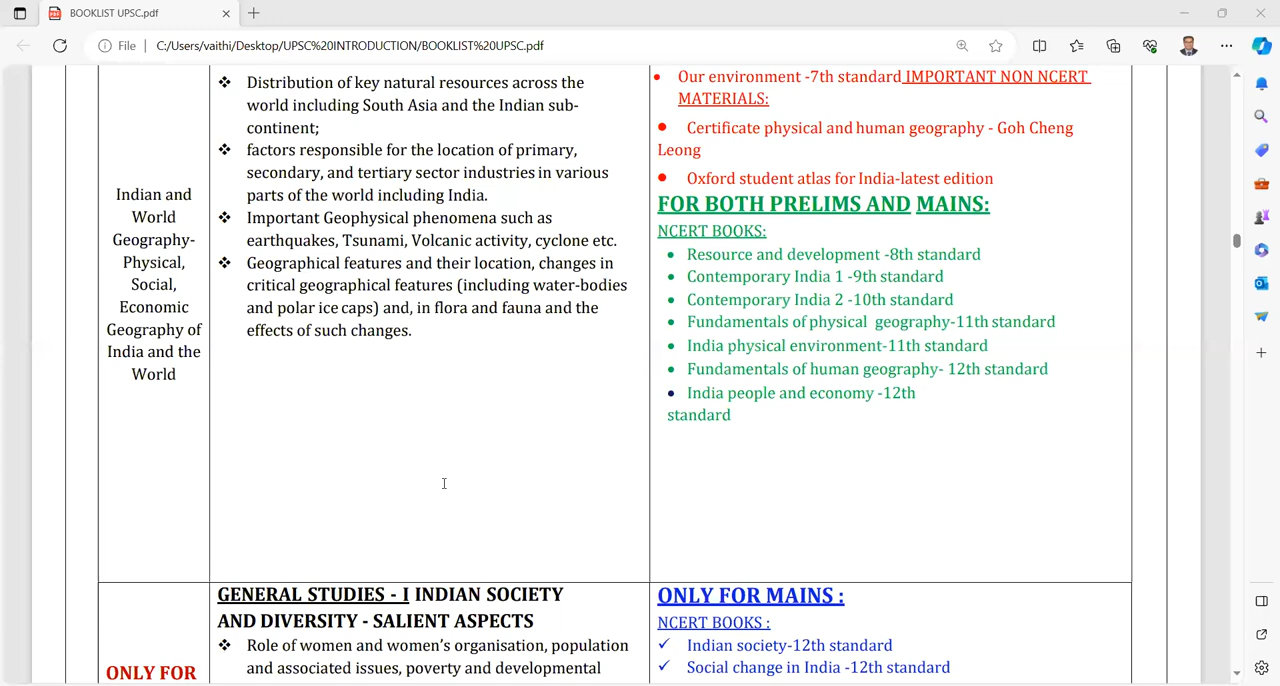 BOOKLIST UPSC.pdf
File
C:/Users/vaithi/Desktop/UPSC%20INTRODUCTION/BOOKLIST%20UPSC.pdf
Indian and
World
Geography-
Physical,
Social,
Economic
Geography of
India and the
World
Distribution of key natural resources across the
world including South Asia and the Indian sub-
continent;
factors responsible for the location of primary,
secondary, and tertiary sector industries in various
parts of the world including India.
Important Geophysical phenomena such as
earthquakes, Tsunami, Volcanic activity, cyclone etc.
Geographical features and their location, changes in
critical geographical features (including water-bodies
and polar ice caps) and, in flora and fauna and the
effects of such changes.
Our environment -7th standard IMPORTANT NON NCERT
MATERIALS:
Certificate physical and human geography - Goh Cheng
Leong
Oxford student atlas for India-latest edition
FOR BOTH PRELIMS AND MAINS:
NCERT BOOKS:
Resource and development -8th standard
Contemporary India 1 -9th standard
Contemporary India 2 -10th standard
Fundamentals of physical geography-11th standard
India physical environment-11th standard
Fundamentals of human geography- 12th standard
India people and economy -12th
standard
ONLY FOR
GENERAL STUDIES - I INDIAN SOCIETY
AND DIVERSITY - SALIENT ASPECTS
Role of women and women's organisation, population
and associated issues, poverty and developmental
ONLY FOR MAINS :
NCERT BOOKS :
Indian society-12th standard
Social change in India -12th standard